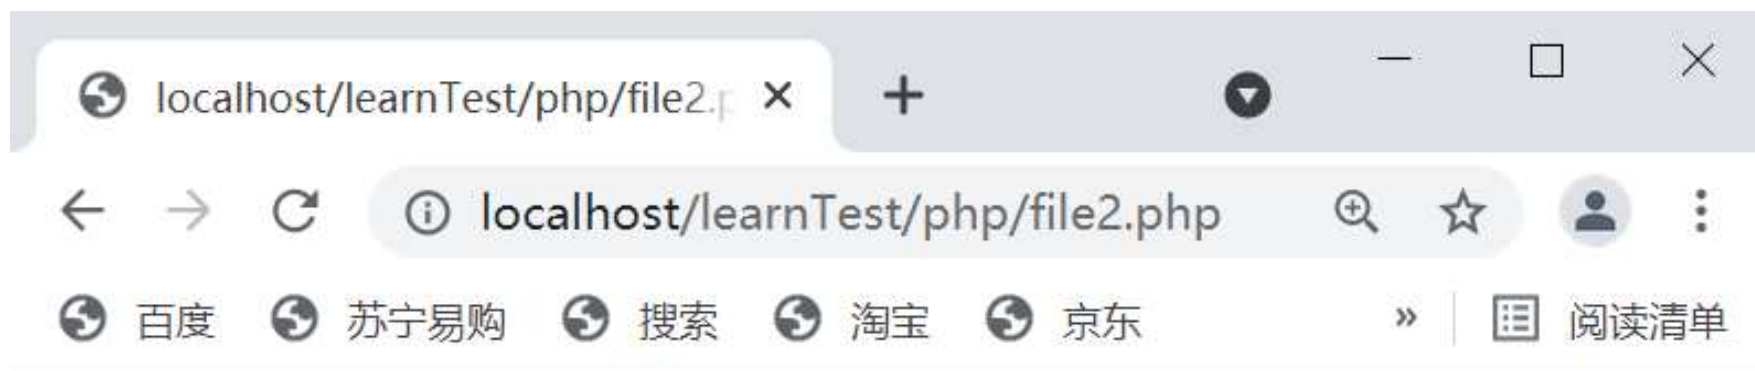 localhost/learnTest/php/file2.p
localhost/learnTest/php/file2.php
百度 苏宁易购 搜索 淘宝 京东 » 阅读清单